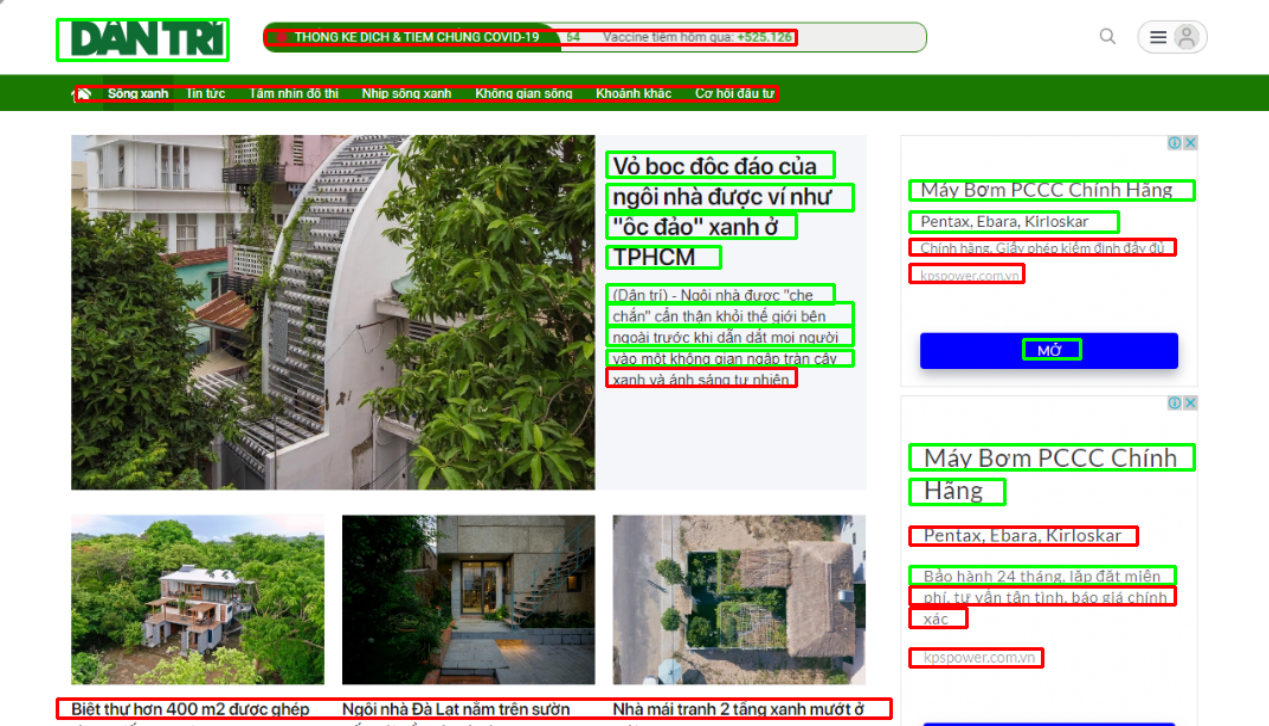 DÂN TRÍ
THỐNG KÊ DỊCH & TIÊM CHỦNG COVID-19 64 Vaccine tiêm hôm qua: +525.126
Sống xanh Tin tức Tầm nhìn đô thị Nhịp sống xanh Không gian sống Khoảnh khắc Cơ hội đầu tư
Vỏ bọc độc đáo của
ngôi nhà được ví như
"ốc đảo" xanh ở
TPHCM
(Dân trí) - Ngôi nhà được "che
chắn" cẩn thận khỏi thế giới bên
ngoài trước khi dẫn dắt mọi người
vào một không gian ngập tràn cây
xanh và ánh sáng tự nhiên
Máy Bơm PCCC Chính Hãng
Pentax, Ebara, Kirloskar
Chính hãng, Giấy phép kiểm định đầy đủ
kpspower.com.vn
MỞ
Máy Bơm PCCC Chính
Hãng
Pentax, Ebara, Kirloskar
Bảo hành 24 tháng, lắp đặt miễn
phí, tư vấn tận tình, báo giá chính
xác
kpspower.com.vn
Biệt thự hơn 400 m2 được ghép
Ngôi nhà Đà Lạt nằm trên sườn
Nhà mái tranh 2 tầng xanh mướt ở